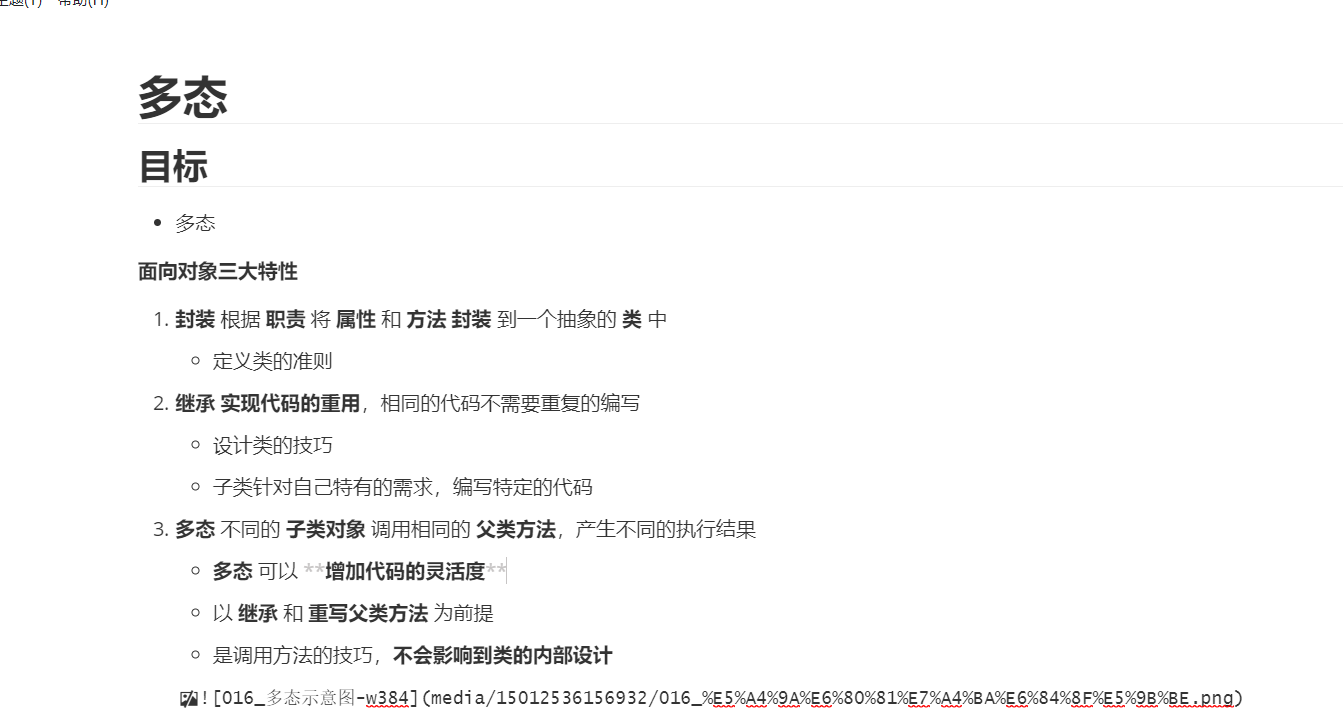 主题(T) 帮助(H)
多态
目标
• 多态
面向对象三大特性
1. 封装 根据 职责 将 属性 和 方法 封装 到一个抽象的 类 中
◦ 定义类的准则
2. 继承 实现代码的重用，相同的代码不需要重复的编写
◦ 设计类的技巧
◦ 子类针对自己特有的需求，编写特定的代码
3. 多态 不同的 子类对象 调用相同的 父类方法，产生不同的执行结果
◦ 多态 可以 **增加代码的灵活度**
◦ 以 继承 和 重写父类方法 为前提
◦ 是调用方法的技巧，不会影响到类的内部设计
![016_多态示意图-w384](media/15012536156932/016_%E5%A4%9A%E6%80%81%E7%A4%BA%E6%84%8F%E5%9B%BE.png)